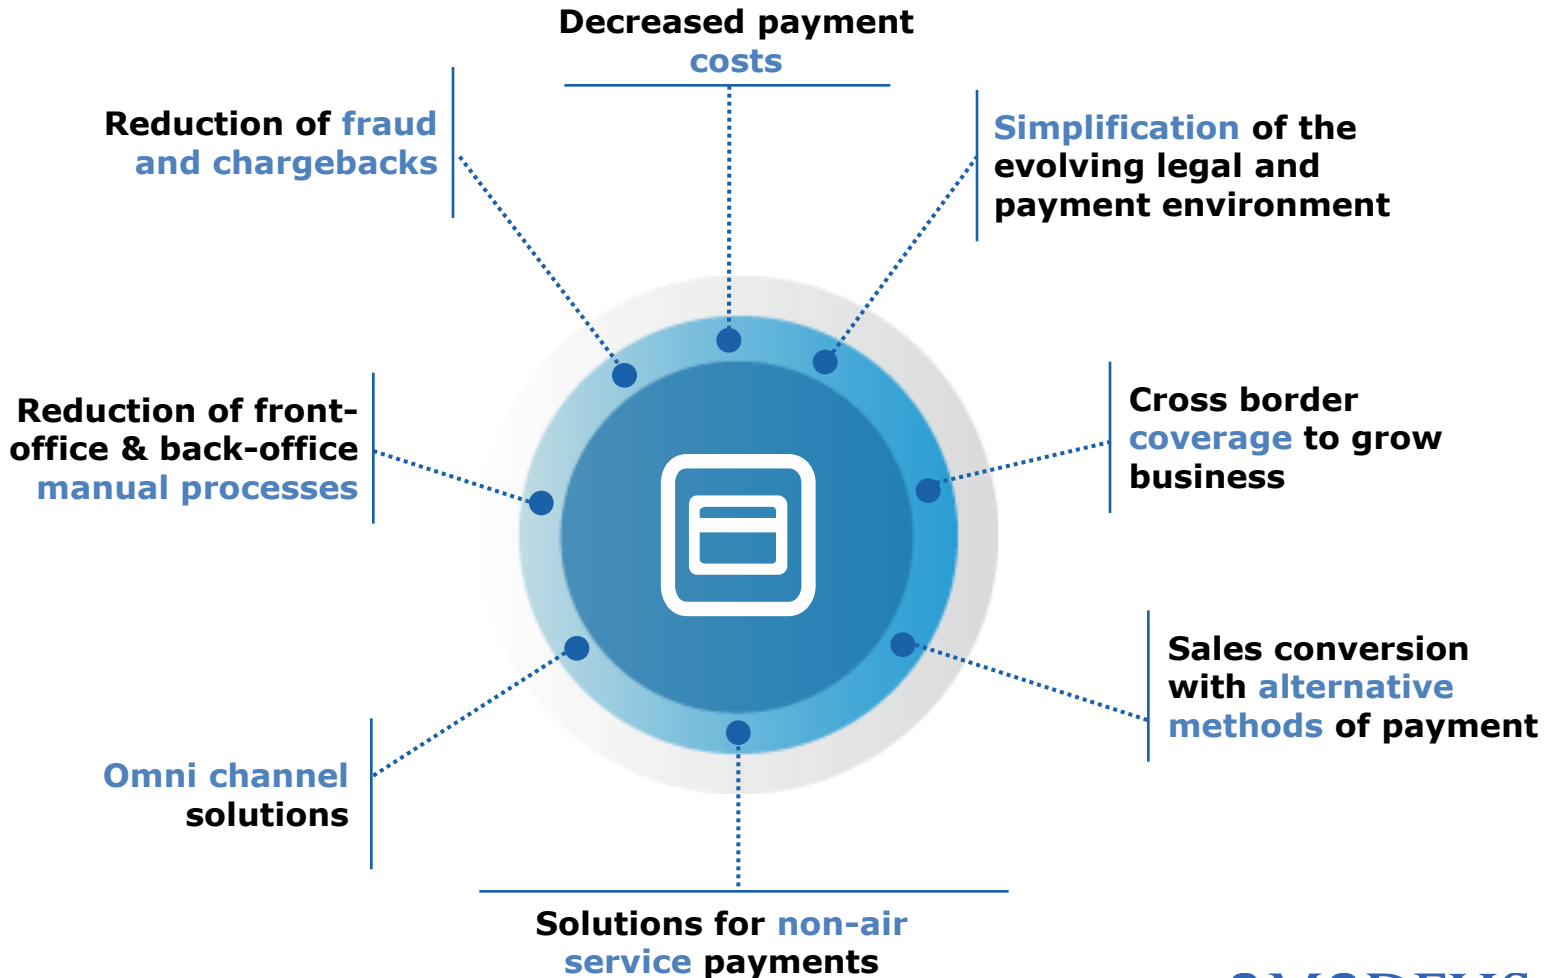 Decreased payment
costs
Reduction of fraud
and chargebacks
Simplification of the
evolving legal and
payment environment
Reduction of front-
office & back-office
manual processes
Cross border
coverage to grow
business
Sales conversion
with alternative
methods of payment
Omni channel
solutions
Solutions for non-air
service payments